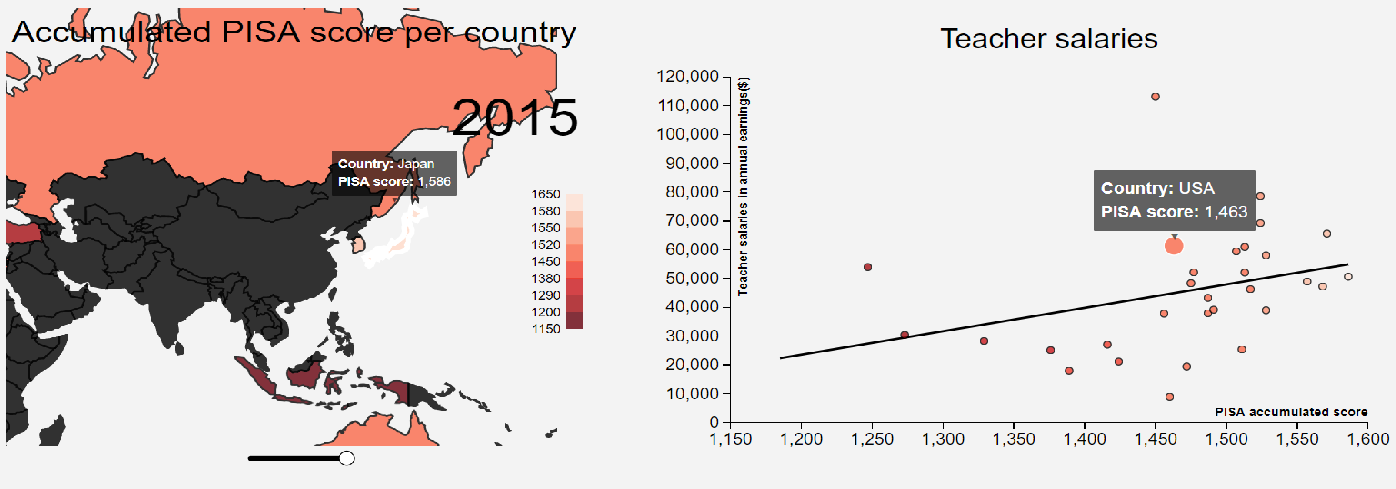 Accumulated PISA score per country
2015
Country: Japan
PISA score: 1,586
1650
1580
1550
1520
1450
1380
1290
1200
1150
Teacher salaries
120,000
110,000
100,000
90,000
80,000
70,000
60,000
50,000
40,000
30,000
20,000
10,000
0
Teacher salaries in annual earnings($)
Country: USA
PISA score: 1,463
PISA accumulated score
1,150 1,200 1,250 1,300 1,350 1,400 1,450 1,500 1,550 1,600